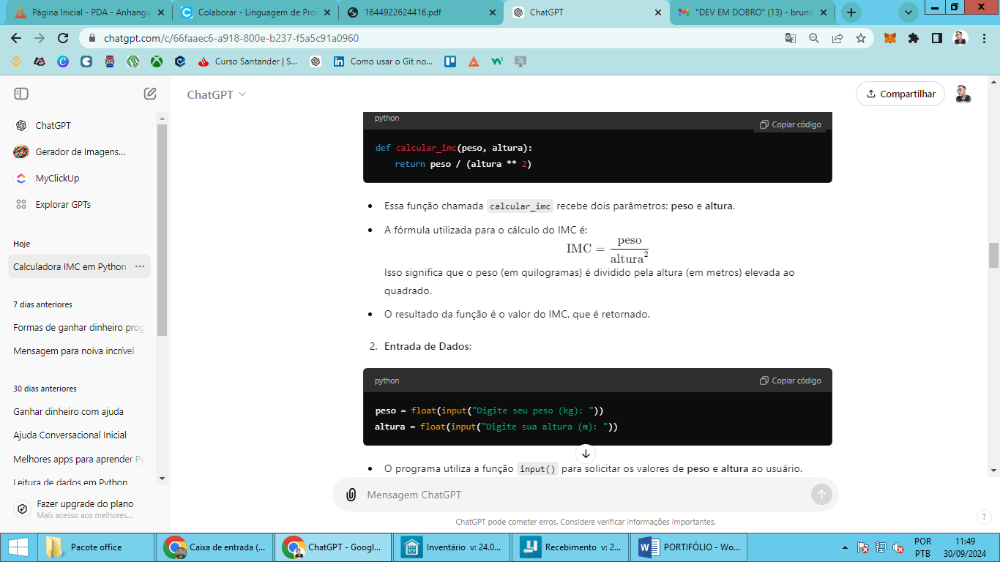 Página Inicial - PDA - Anhangu
Colaborar - Linguagem de Pro
1644922624416.pdf
ChatGPT
"DEV EM DOBRO" (13) - bruno
chatgpt.com/c/66faaec6-a918-800e-b237-f5a5c91a0960
Curso Santander | S...
Como usar o Git no...
ChatGPT
Compartilhar
ChatGPT
Gerador de Imagens...
MyClickUp
Explorar GPTs
Hoje
Calculadora IMC em Python
7 dias anteriores
Formas de ganhar dinheiro prog
Mensagem para noiva incrível
30 dias anteriores
Ganhar dinheiro com ajuda
Ajuda Conversacional Inicial
Melhores apps para aprender Py
Leitura de dados em Python
Fazer upgrade do plano
Mais acesso aos melhores...
python
Copiar código
def calcular_imc(peso, altura):
return peso / (altura ** 2)
Essa função chamada calcular_imc recebe dois parâmetros: peso e altura.
A fórmula utilizada para o cálculo do IMC é:
IMC = peso
altura2
Isso significa que o peso (em quilogramas) é dividido pela altura (em metros) elevada ao
quadrado.
O resultado da função é o valor do IMC, que é retornado.
2. Entrada de Dados:
python
Copiar código
peso = float(input("Digite seu peso (kg): "))
altura = float(input("Digite sua altura (m): "))
O programa utiliza a função input() para solicitar os valores de peso e altura ao usuário.
Mensagem ChatGPT
ChatGPT pode cometer erros. Considere verificar informações importantes.
?
Pacote office
Caixa de entrada (...
ChatGPT - Googl...
Inventário v: 24.0...
Recebimento v: 2...
PORTIFÓLIO - Wo...
POR
PTB
11:49
30/09/2024